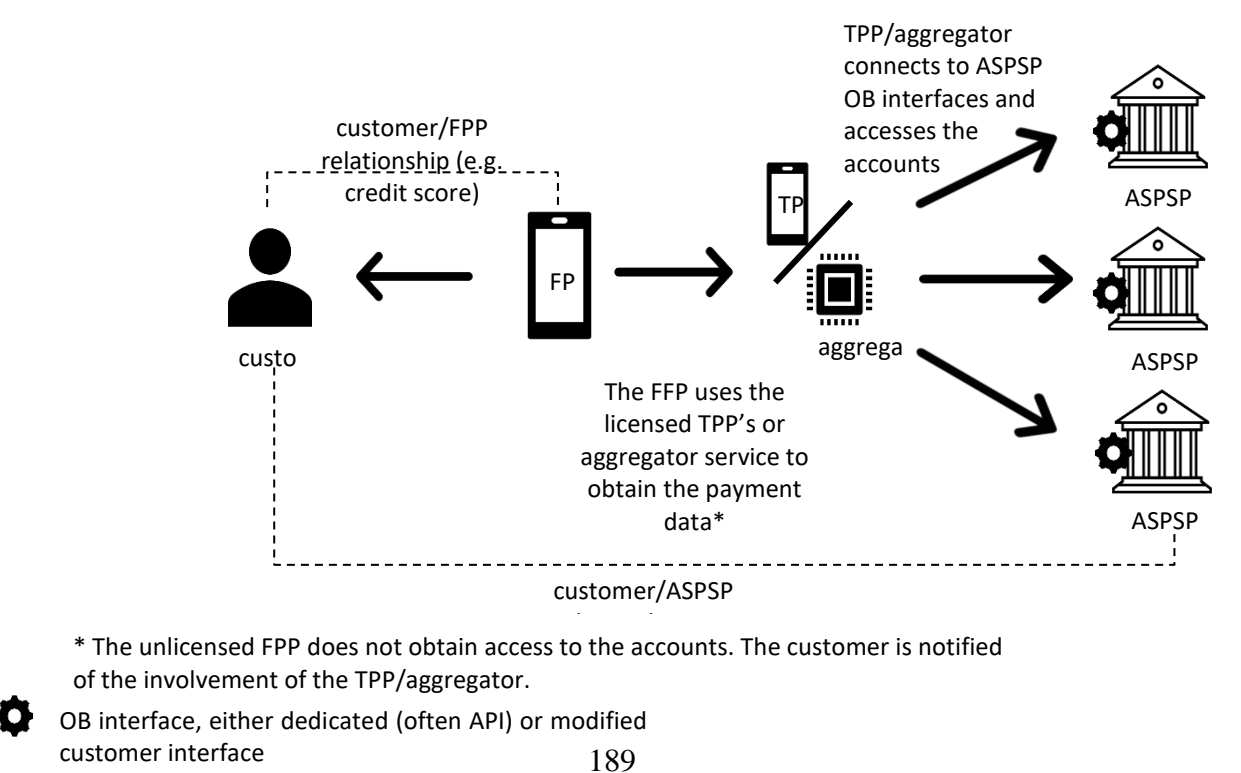 TPP/aggregator
connects to ASPSP
OB interfaces and
accesses the
accounts
customer/FPP
relationship (e.g.
credit score)
ASPSP
TP
FP
custo
aggrega
ASPSP
The FFP uses the
licensed TPP's or
aggregator service to
obtain the payment
data*
ASPSP
customer/ASPSP
* The unlicensed FPP does not obtain access to the accounts. The customer is notified
of the involvement of the TPP/aggregator.
OB interface, either dedicated (often API) or modified
customer interface
189